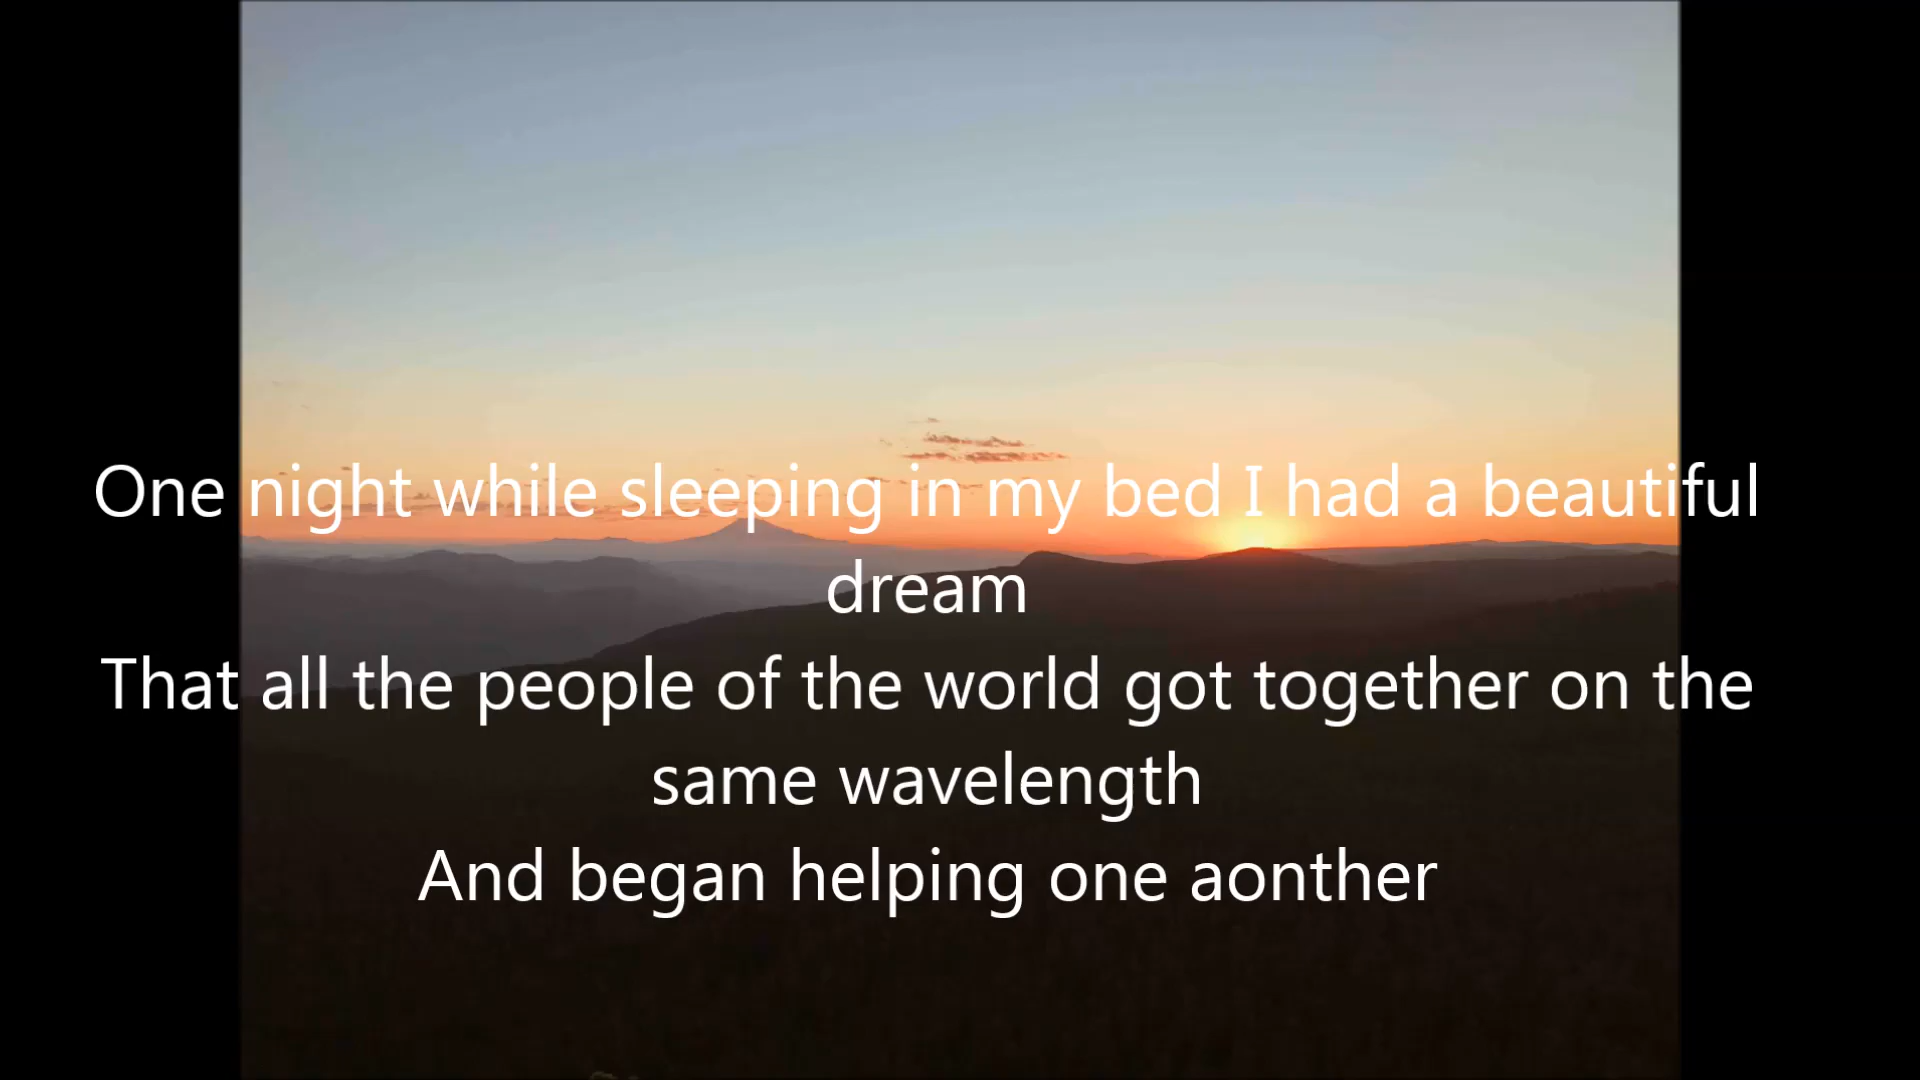 One night while sleeping in my bed I had a beautiful
dream
That all the people of the world got together on the
same wavelength
And began helping one aonther